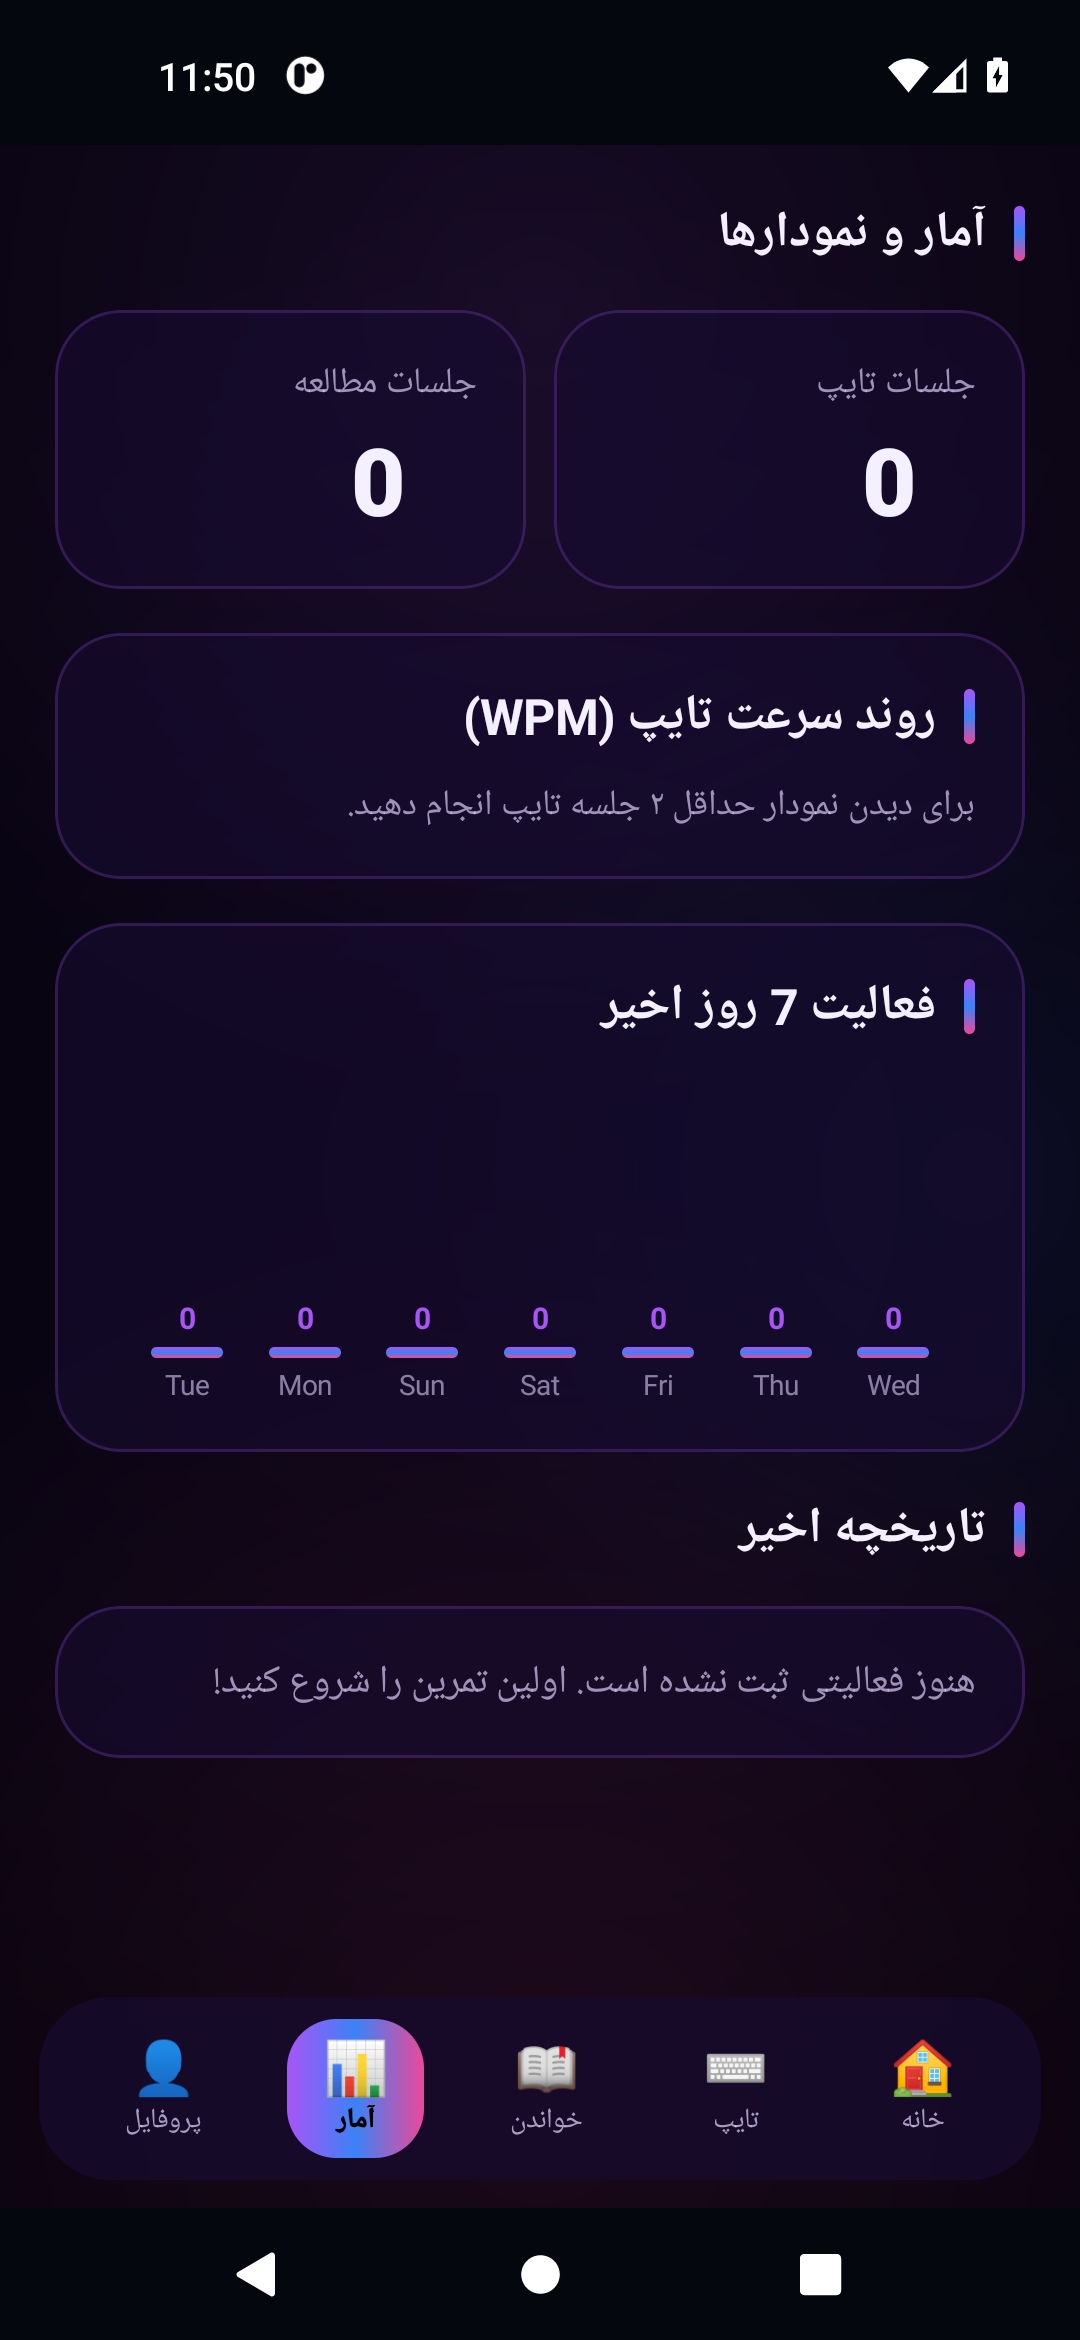 11:50
آمار و نمودارها
جلسات تایپ
0
جلسات مطالعه
0
روند سرعت تایپ (WPM)
برای دیدن نمودار حداقل ۲ جلسه تایپ انجام دهید.
فعالیت 7 روز اخیر
0 0 0 0 0 0 0
Tue Mon Sun Sat Fri Thu Wed
تاریخچه اخیر
هنوز فعالیتی ثبت نشده است. اولین تمرین را شروع کنید!
خانه
تایپ
خواندن
آمار
پروفایل